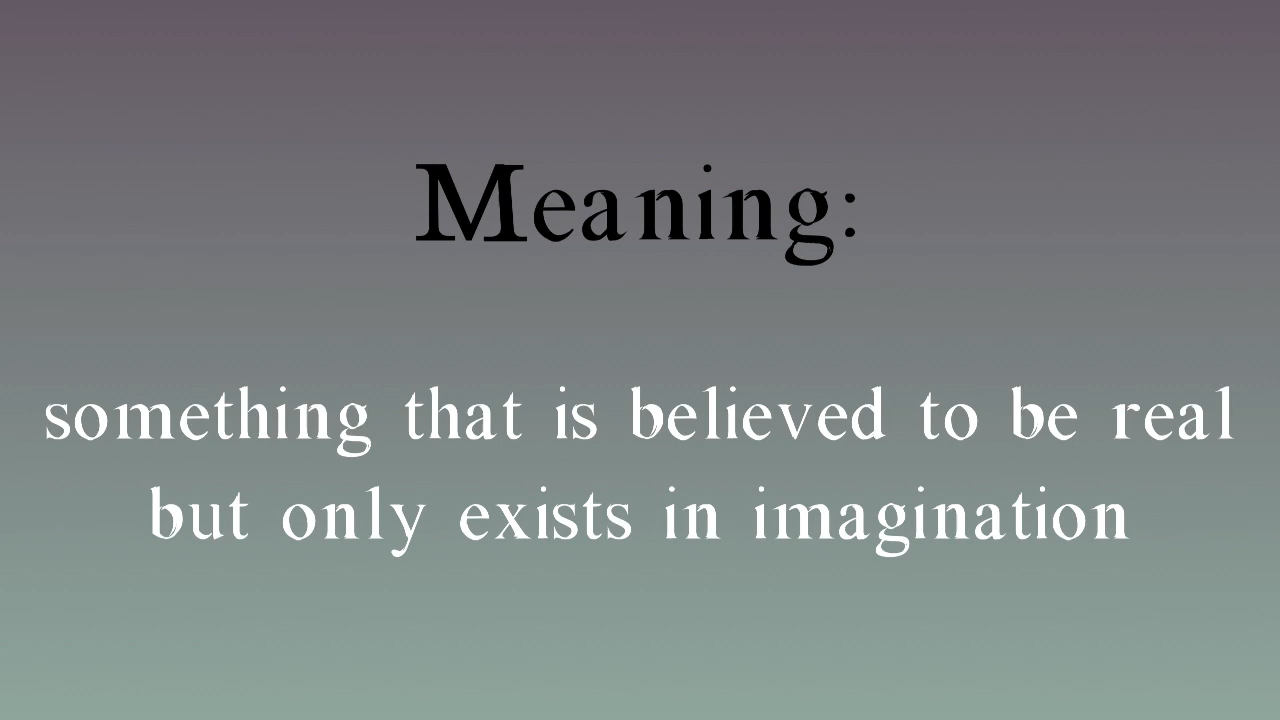 Meaning:
something that is believed to be real
but only exists in imagination